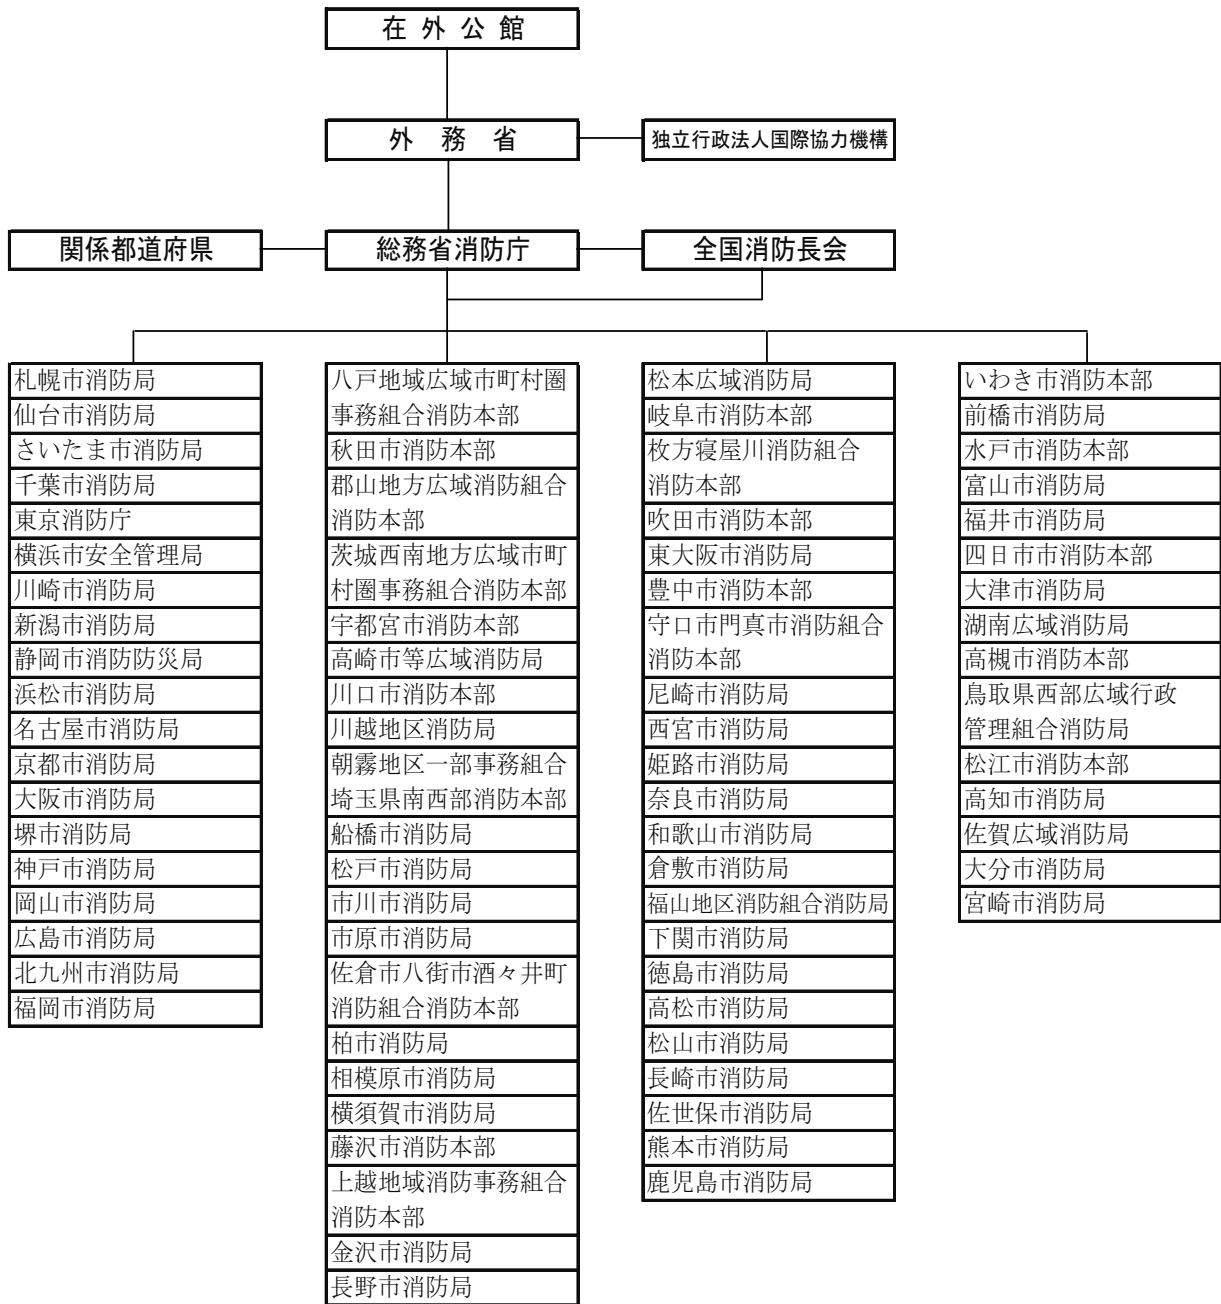 在外公館
外務省
独立行政法人国際協力機構
関係都道府県
総務省消防庁
全国消防長会
札幌市消防局
仙台市消防局
さいたま市消防局
千葉市消防局
東京消防庁
横浜市安全管理局
川崎市消防局
新潟市消防局
静岡市消防防災局
浜松市消防局
名古屋市消防局
京都市消防局
大阪市消防局
堺市消防局
神戸市消防局
岡山市消防局
広島市消防局
北九州市消防局
福岡市消防局
八戸地域広域市町村圏
事務組合消防本部
秋田市消防本部
郡山地方広域消防組合
消防本部
茨城西南地方広域市町
村圏事務組合消防本部
宇都宮市消防本部
高崎市等広域消防局
川口市消防本部
川越地区消防局
朝霧地区一部事務組合
埼玉県南西部消防本部
船橋市消防局
松戸市消防局
市川市消防局
市原市消防局
佐倉市八街市酒々井町
消防組合消防本部
柏市消防局
相模原市消防局
横須賀市消防局
藤沢市消防本部
上越地域消防事務組合
消防本部
金沢市消防局
長野市消防局
松本広域消防局
岐阜市消防本部
枚方寝屋川消防組合
消防本部
吹田市消防本部
東大阪市消防局
豊中市消防本部
守口市門真市消防組合
消防本部
尼崎市消防局
西宮市消防局
姫路市消防局
奈良市消防局
和歌山市消防局
倉敷市消防局
福山地区消防組合消防局
下関市消防局
徳島市消防局
高松市消防局
松山市消防局
長崎市消防局
佐世保市消防局
熊本市消防局
鹿児島市消防局
いわき市消防本部
前橋市消防局
水戸市消防本部
富山市消防局
福井市消防局
四日市市消防本部
大津市消防局
湖南広域消防局
高槻市消防本部
鳥取県西部広域行政
管理組合消防局
松江市消防本部
高知市消防局
佐賀広域消防局
大分市消防局
宮崎市消防局